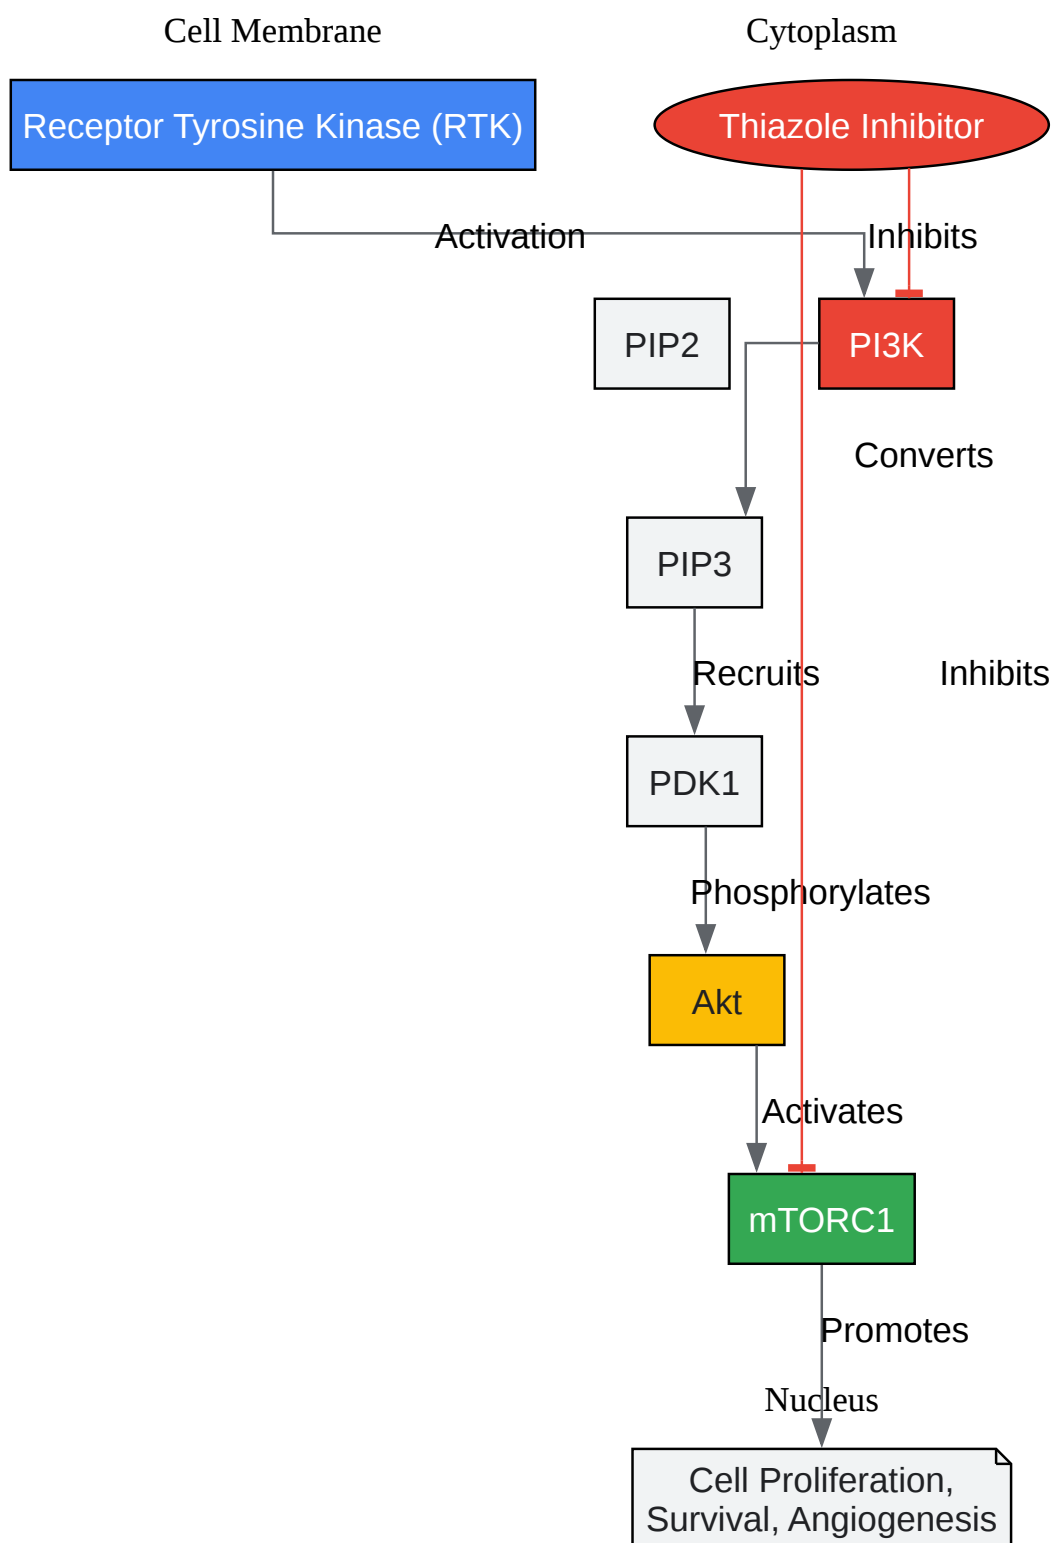 Cell Membrane
Cytoplasm
Receptor Tyrosine Kinase (RTK)
Thiazole Inhibitor
Activation
Inhibits
PIP2
PI3K
Converts
PIP3
Recruits
Inhibits
PDK1
Phosphorylates
Akt
Activates
mTORC1
Promotes
Nucleus
Cell Proliferation,
Survival, Angiogenesis